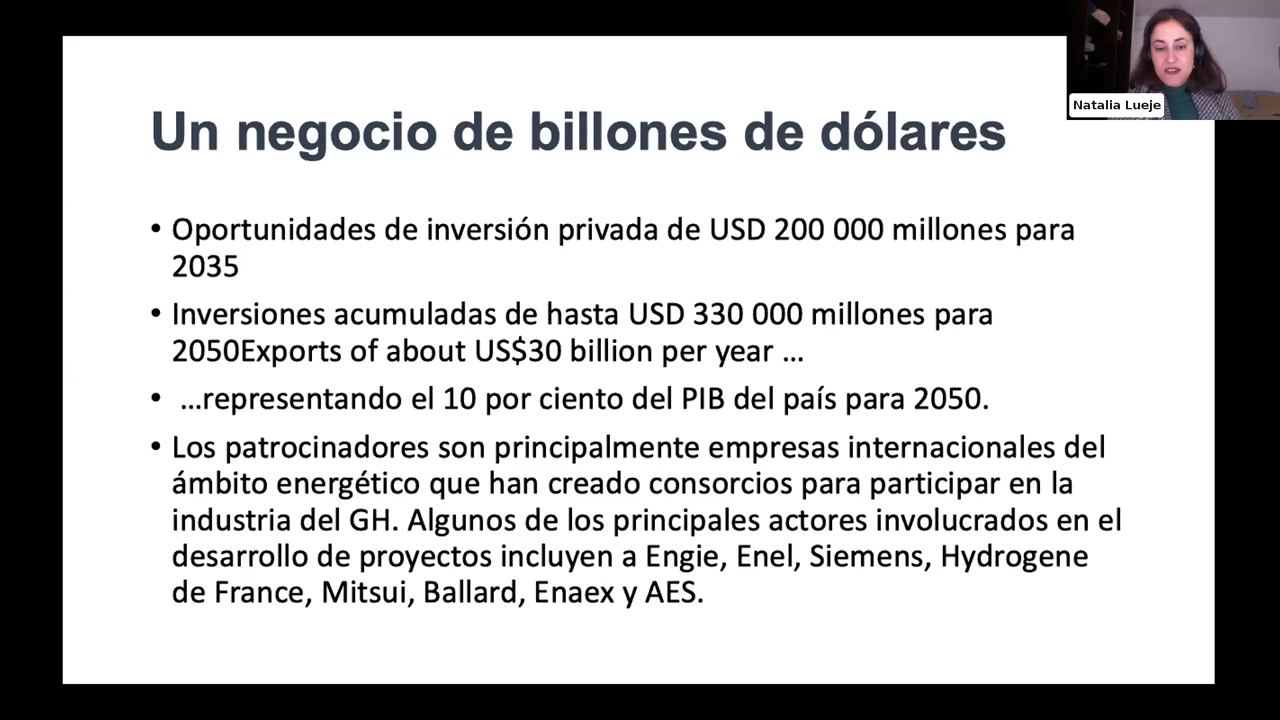 Natalia Lueje
Un negocio de billones de dólares
• Oportunidades de inversión privada de USD 200 000 millones para
2035
• Inversiones acumuladas de hasta USD 330 000 millones para
2050Exports of about US$30 billion per year ...
• ...representando el 10 por ciento del PIB del país para 2050.
• Los patrocinadores son principalmente empresas internacionales del
ámbito energético que han creado consorcios para participar en la
industria del GH. Algunos de los principales actores involucrados en el
desarrollo de proyectos incluyen a Engie, Enel, Siemens, Hydrogene
de France, Mitsui, Ballard, Enaex y AES.